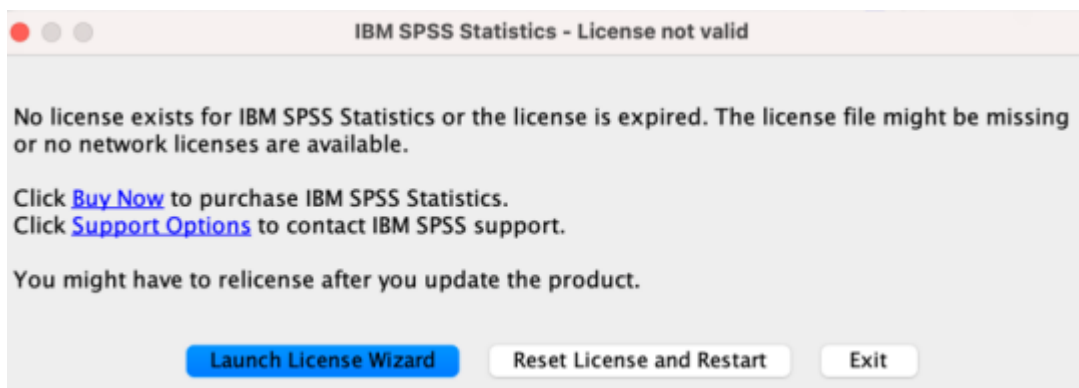 IBM SPSS Statistics - License not valid
No license exists for IBM SPSS Statistics or the license is expired. The license file might be missing
or no network licenses are available.
Click Buy Now to purchase IBM SPSS Statistics.
Click Support Options to contact IBM SPSS support.
You might have to relicense after you update the product.
Launch License Wizard Reset License and Restart Exit